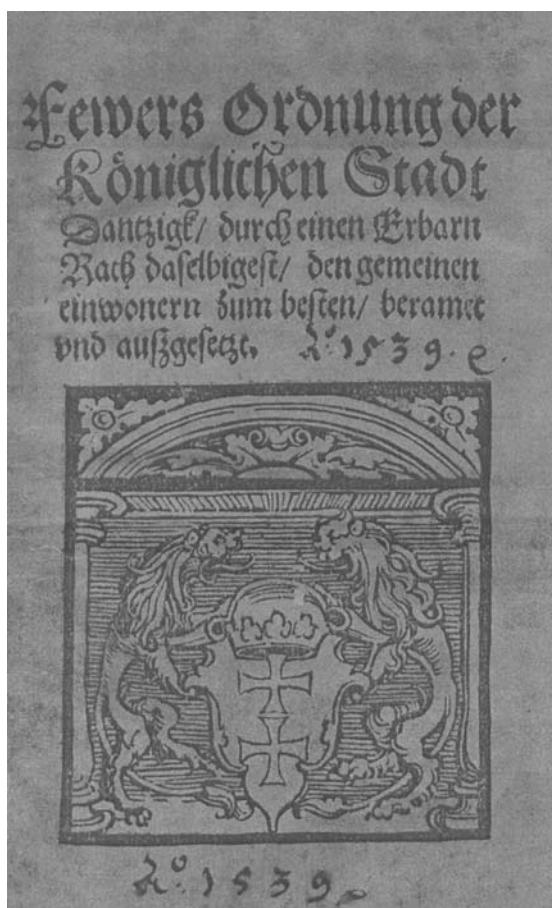 Fewers Ordnung der
Königlichen Stadt
Dantzigk/ durch einen Erbarn
Rath daselbigest/ den gemeinen
einwonern zum besten/ beramet
vnd auszgesetzt. Aº. 1539.
Aº. 1539.